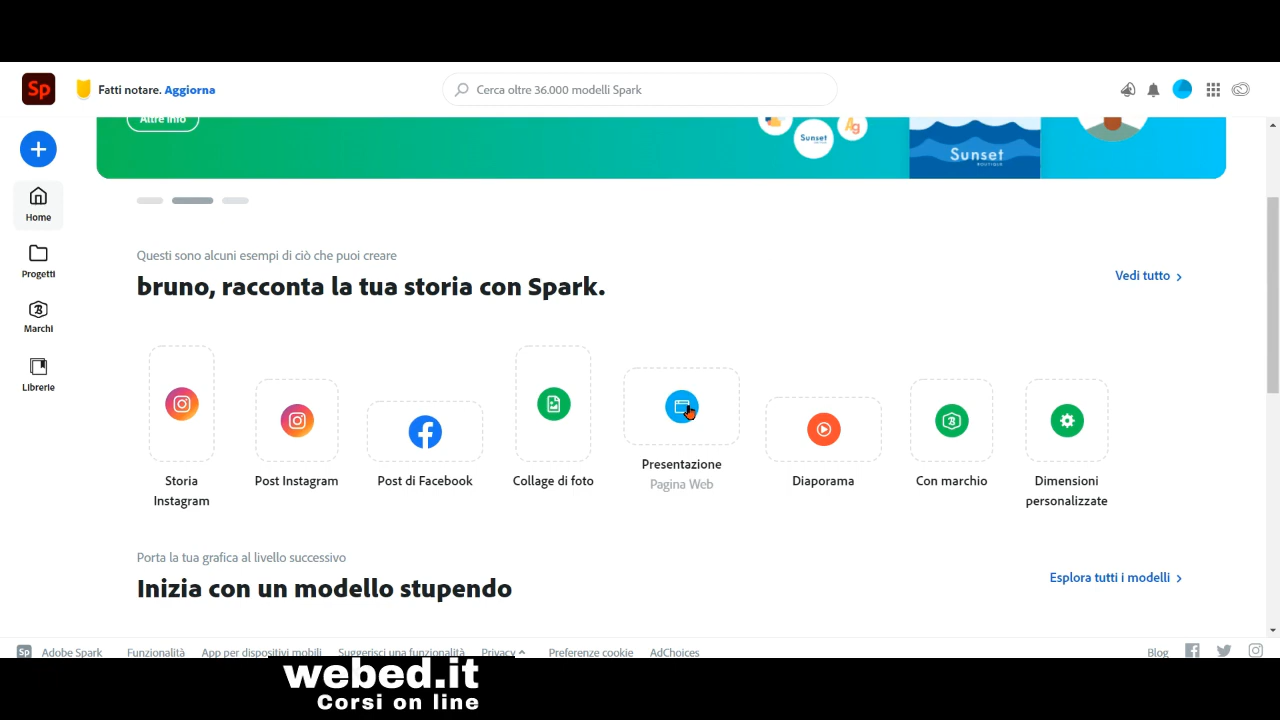 Sp
Fatti notare. Aggiorna
Cerca oltre 36.000 modelli Spark
Altre info
Sunset
Ag
Sunset
BOUTIQUE
Home
Progetti
Marchi
Librerie
Questi sono alcuni esempi di ciò che puoi creare
bruno, racconta la tua storia con Spark.
Vedi tutto
Storia
Instagram
Post Instagram
Post di Facebook
Collage di foto
Presentazione
Pagina Web
Diaporama
Con marchio
Dimensioni
personalizzate
Porta la tua grafica al livello successivo
Inizia con un modello stupendo
Esplora tutti i modelli
Sp Adobe Spark Funzionalità App per dispositivi mobili Suggerisci una funzionalità Privacy Preferenze cookie AdChoices Blog
webed.it
Corsi on line